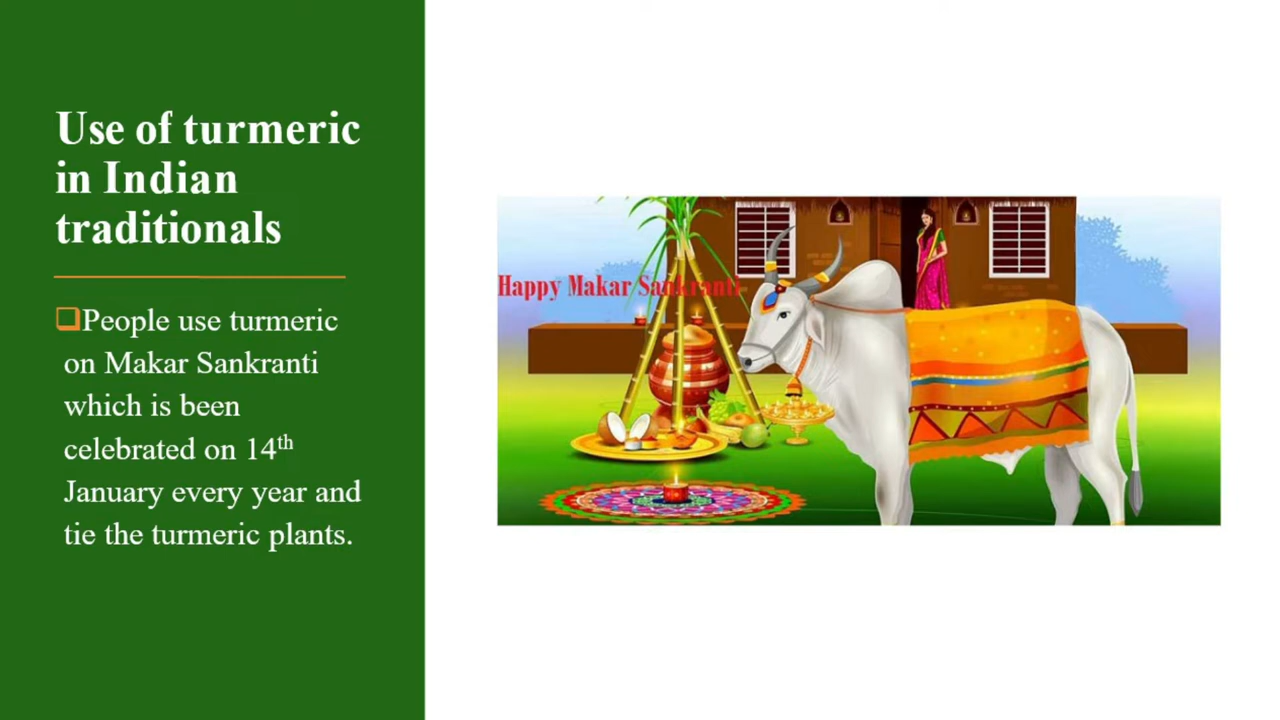 Use of turmeric
in Indian
traditionals
❑People use turmeric
on Makar Sankranti
which is been
celebrated on 14th
January every year and
tie the turmeric plants.
Happy Makar Sankranti